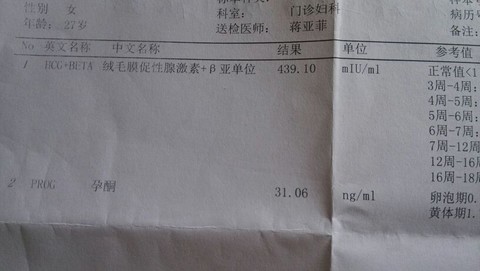 性别 女
科室： 门诊妇科
病历号
年龄：27岁
送检医师： 蒋亚菲
备注：
No 英文名称 中文名称 结果 单位 参考值
1 HCG+BETA 绒毛膜促性腺激素+β亚单位 439.10 mIU/ml 正常值<1
3周-4周：
4周-5周：
5周-6周：
6周-7周：
7周-12周
12周-16周
16周-18周
2 PROG 孕酮 31.06 ng/ml 卵泡期0.
黄体期1.